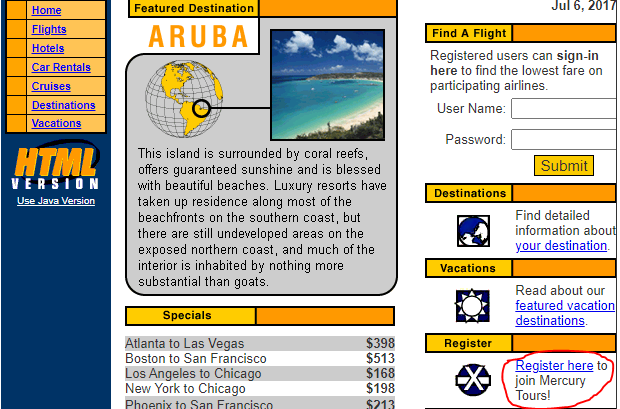 Home
Flights
Hotels
Car Rentals
Cruises
Destinations
Vacations
HTML
VERSION
Use Java Version
Featured Destination
ARUBA
This island is surrounded by coral reefs,
offers guaranteed sunshine and is blessed
with beautiful beaches. Luxury resorts have
taken up residence along most of the
beachfronts on the southern coast, but
there are still undeveloped areas on the
exposed northern coast, and much of the
interior is inhabited by nothing more
substantial than goats.
Specials
Atlanta to Las Vegas $398
Boston to San Francisco $513
Los Angeles to Chicago $168
New York to Chicago $198
Phoenix to San Francisco $213
Jul 6, 2017
Find A Flight
Registered users can sign-in
here to find the lowest fare on
participating airlines.
User Name:
Password:
Submit
Destinations
Find detailed
information about
your destination.
Vacations
Read about our
featured vacation
destinations.
Register
Register here to
join Mercury
Tours!